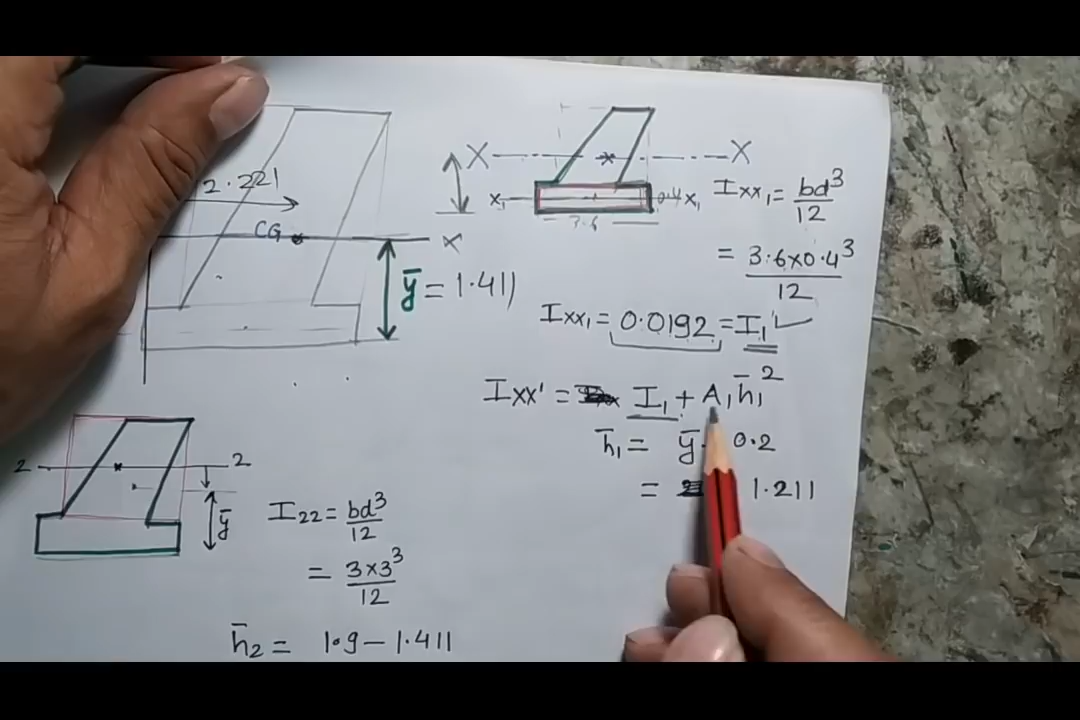 2.221
CG
X
ȳ = 1.411
X X
x₁ 0.4 x₁
3.6
Ixx₁ = bd³/12
= 3.6×0.4³/12
Ixx₁ = 0.0192 = I₁
Ixx' = I₁ + A₁h̄₁²
h̄₁ = ȳ - 0.2
= 1.211
2 2
ȳ
I₂₂ = bd³/12
= 3×3³/12
h̄₂ = 1.9 - 1.411